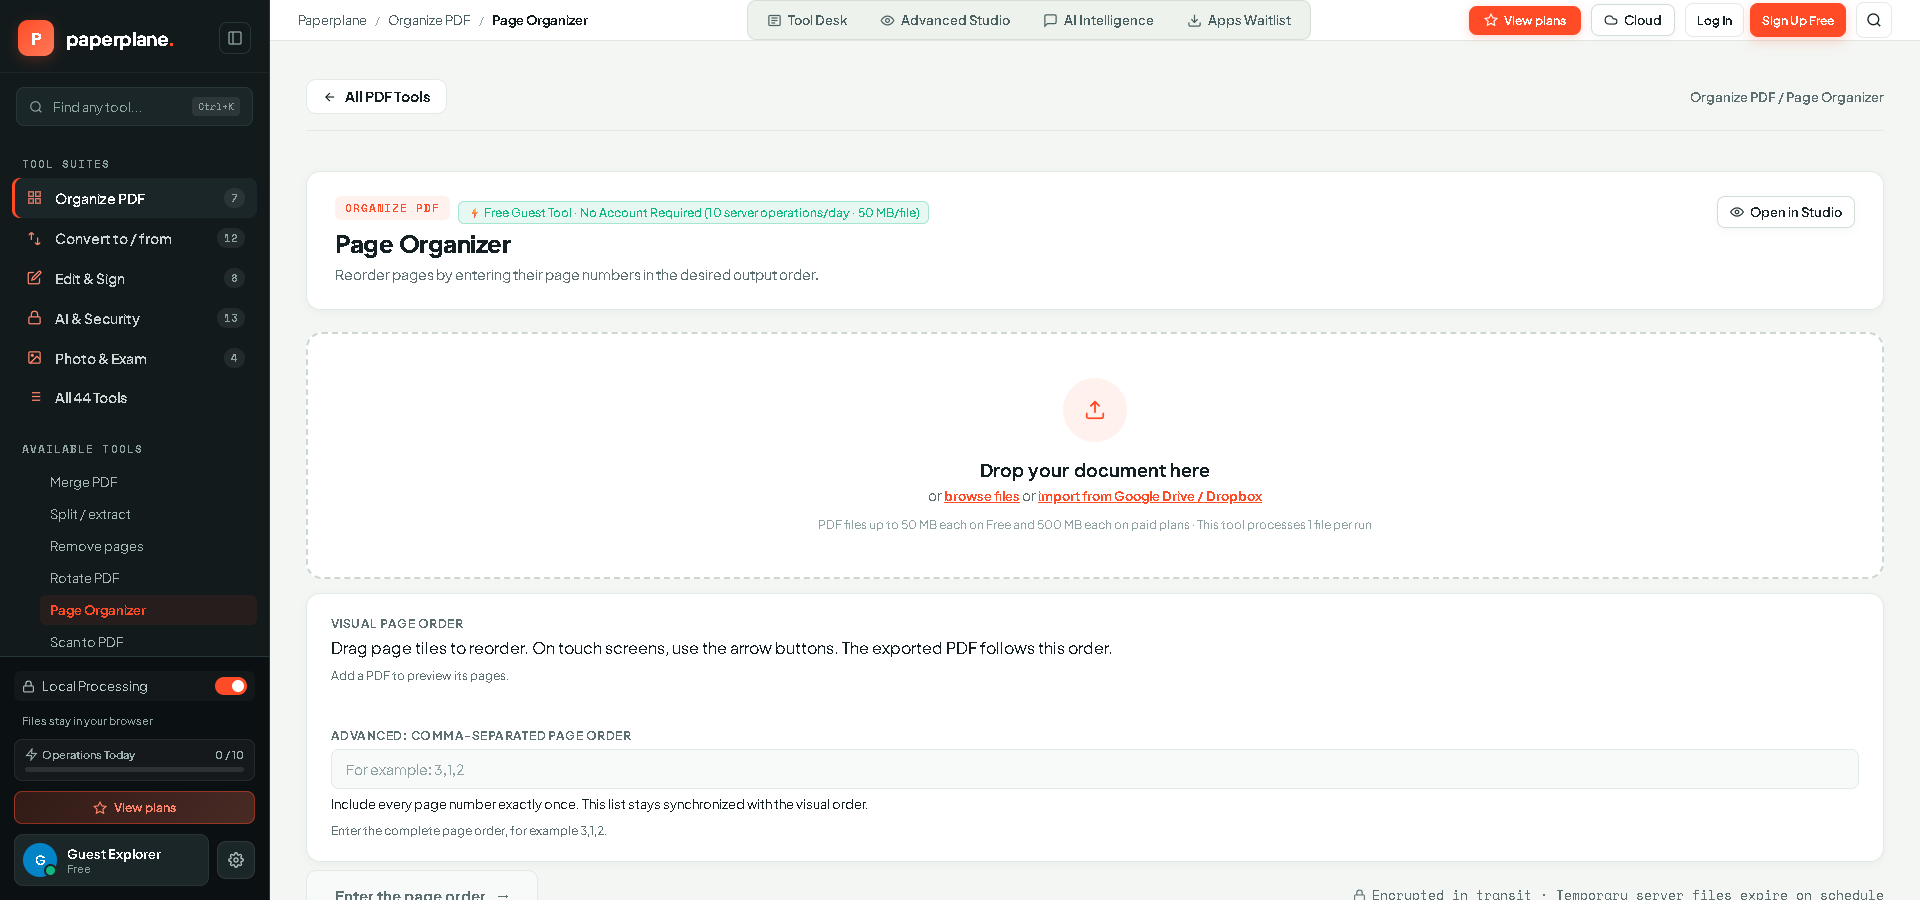 Paperplane / Organize PDF / Page Organizer
Tool Desk
Advanced Studio
AI Intelligence
Apps Waitlist
View plans
Cloud
Log In
Sign Up Free
P paperplane.
Find any tool... Ctrl+K
TOOL SUITES
Organize PDF 7
Convert to / from 12
Edit & Sign 8
AI & Security 13
Photo & Exam 4
All 44 Tools
AVAILABLE TOOLS
Merge PDF
Split / extract
Remove pages
Rotate PDF
Page Organizer
Scan to PDF
Local Processing
Files stay in your browser
Operations Today 0 / 10
View plans
G Guest Explorer
Free
← All PDF Tools
Organize PDF / Page Organizer
ORGANIZE PDF
Free Guest Tool · No Account Required (10 server operations/day · 50 MB/file)
Open in Studio
Page Organizer
Reorder pages by entering their page numbers in the desired output order.
Drop your document here
or browse files or import from Google Drive / Dropbox
PDF files up to 50 MB each on Free and 500 MB each on paid plans · This tool processes 1 file per run
VISUAL PAGE ORDER
Drag page tiles to reorder. On touch screens, use the arrow buttons. The exported PDF follows this order.
Add a PDF to preview its pages.
ADVANCED: COMMA-SEPARATED PAGE ORDER
For example: 3,1,2
Include every page number exactly once. This list stays synchronized with the visual order.
Enter the complete page order, for example 3,1,2.
Enter the page order →
Encrypted in transit · Temporary server files expire on schedule